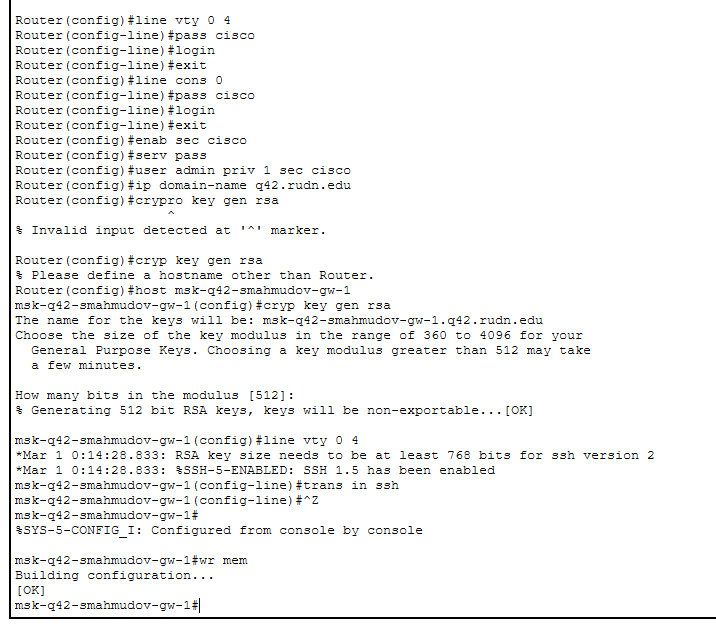 Router(config)#line vty 0 4
Router(config-line)#pass cisco
Router(config-line)#login
Router(config-line)#exit
Router(config)#line cons 0
Router(config-line)#pass cisco
Router(config-line)#login
Router(config-line)#exit
Router(config)#enab sec cisco
Router(config)#serv pass
Router(config)#user admin priv 1 sec cisco
Router(config)#ip domain-name q42.rudn.edu
Router(config)#crypro key gen rsa
^
% Invalid input detected at '^' marker.
Router(config)#cryp key gen rsa
% Please define a hostname other than Router.
Router(config)#host msk-q42-smahmudov-gw-1
msk-q42-smahmudov-gw-1(config)#cryp key gen rsa
The name for the keys will be: msk-q42-smahmudov-gw-1.q42.rudn.edu
Choose the size of the key modulus in the range of 360 to 4096 for your
General Purpose Keys. Choosing a key modulus greater than 512 may take
a few minutes.
How many bits in the modulus [512]:
% Generating 512 bit RSA keys, keys will be non-exportable...[OK]
msk-q42-smahmudov-gw-1(config)#line vty 0 4
*Mar 1 0:14:28.833: RSA key size needs to be at least 768 bits for ssh version 2
*Mar 1 0:14:28.833: %SSH-5-ENABLED: SSH 1.5 has been enabled
msk-q42-smahmudov-gw-1(config-line)#trans in ssh
msk-q42-smahmudov-gw-1(config-line)#^Z
msk-q42-smahmudov-gw-1#
%SYS-5-CONFIG_I: Configured from console by console
msk-q42-smahmudov-gw-1#wr mem
Building configuration...
[OK]
msk-q42-smahmudov-gw-1#